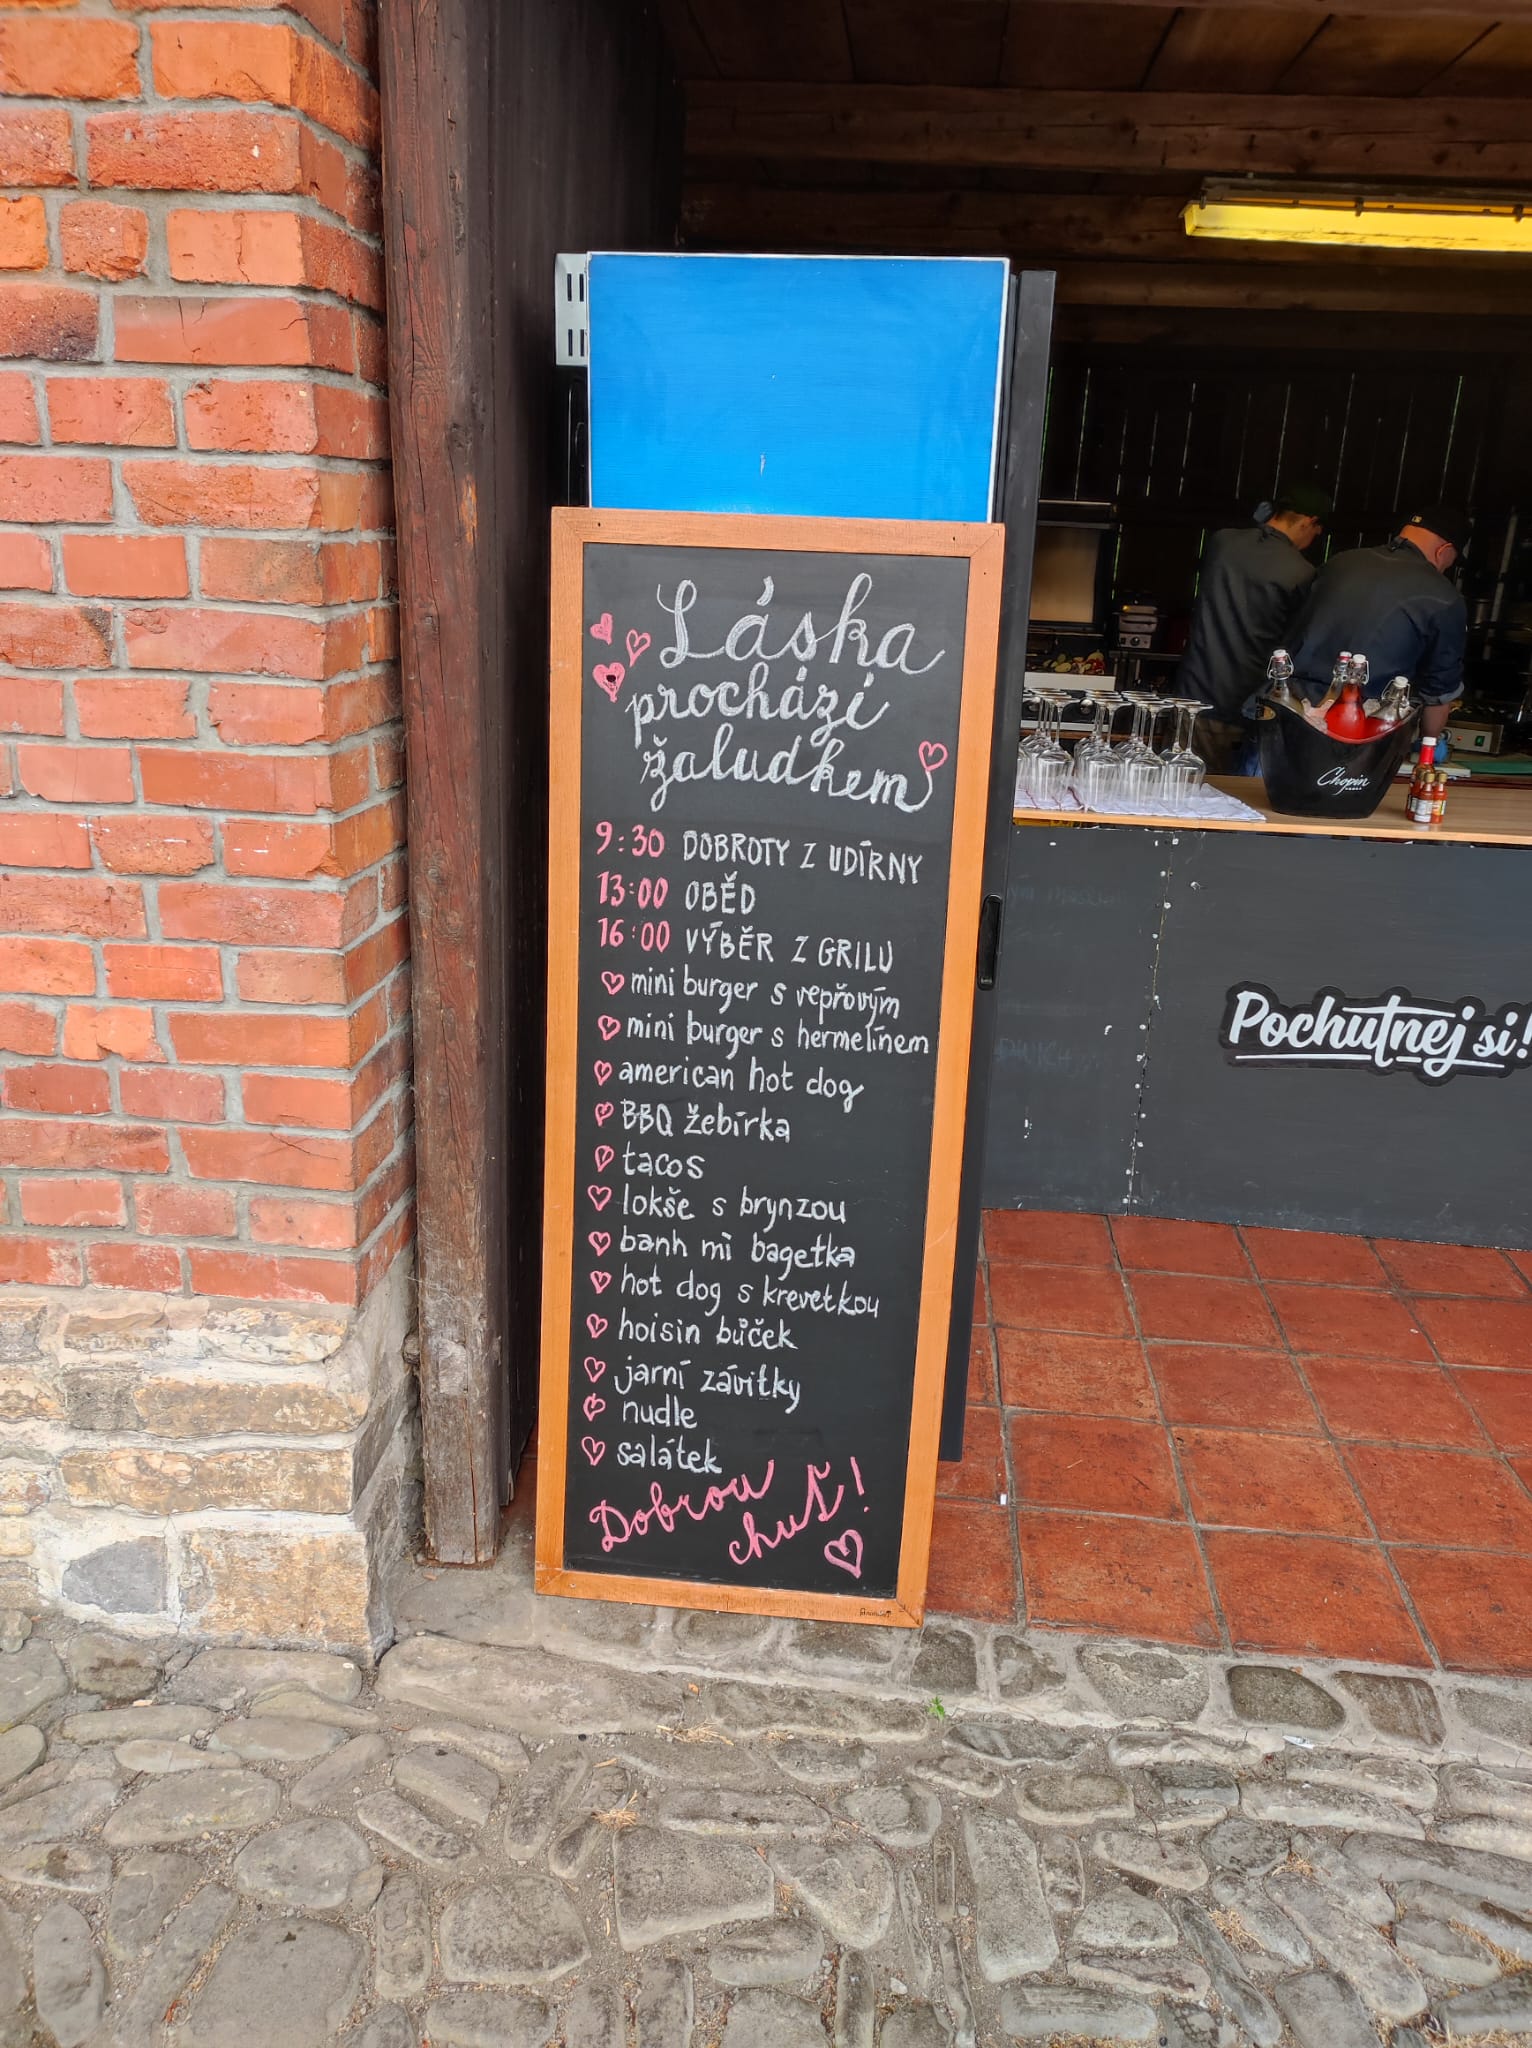 Láska
prochází
žaludkem
9:30 DOBROTY Z UDÍRNY
13:00 OBĚD
16:00 VÝBĚR Z GRILU
mini burger s vepřovým
mini burger s hermelínem
american hot dog
BBQ žebírka
tacos
lokše s brynzou
banh mi bagetka
hot dog s krevetkou
hoisin bůček
jarní závitky
nudle
salátek
Dobrou
chuť!
Chopin
Pochutnej si!